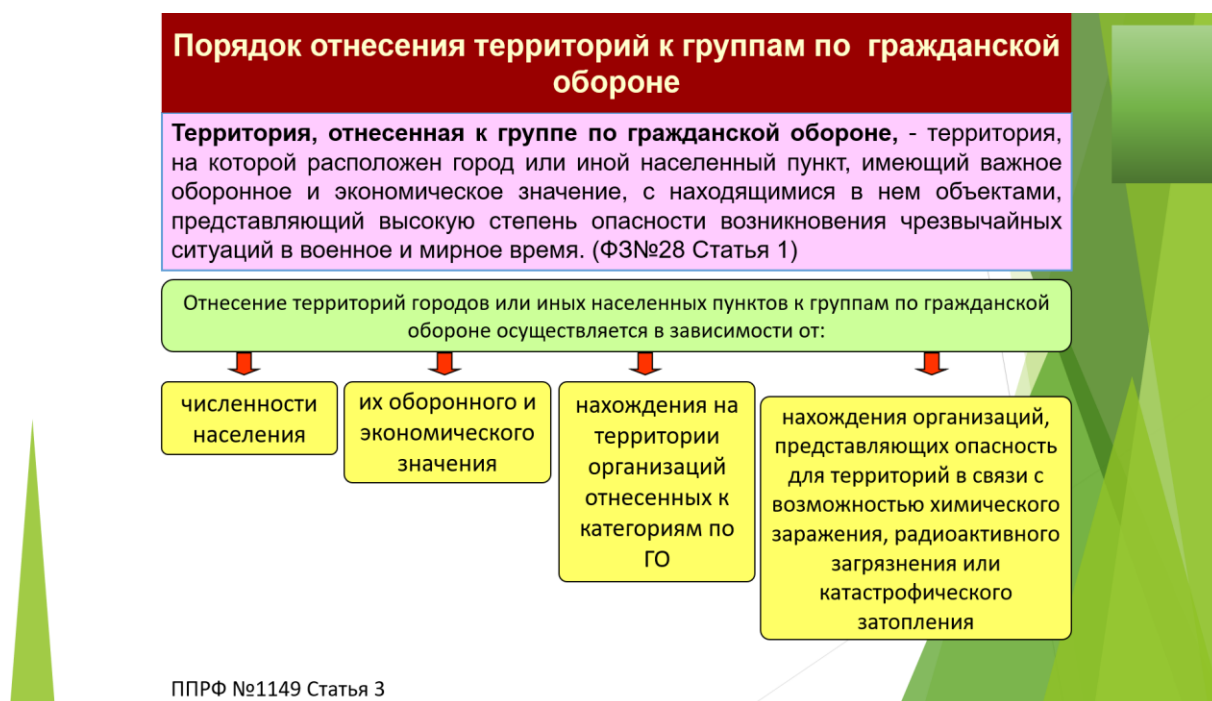 Порядок отнесения территорий к группам по гражданской
обороне
Территория, отнесенная к группе по гражданской обороне, - территория,
на которой расположен город или иной населенный пункт, имеющий важное
оборонное и экономическое значение, с находящимися в нем объектами,
представляющий высокую степень опасности возникновения чрезвычайных
ситуаций в военное и мирное время. (ФЗ№28 Статья 1)
Отнесение территорий городов или иных населенных пунктов к группам по гражданской
обороне осуществляется в зависимости от:
численности
населения
их оборонного и
экономического
значения
нахождения на
территории
организаций
отнесенных к
категориям по
ГО
нахождения организаций,
представляющих опасность
для территорий в связи с
возможностью химического
заражения, радиоактивного
загрязнения или
катастрофического
затопления
ППРФ №1149 Статья 3